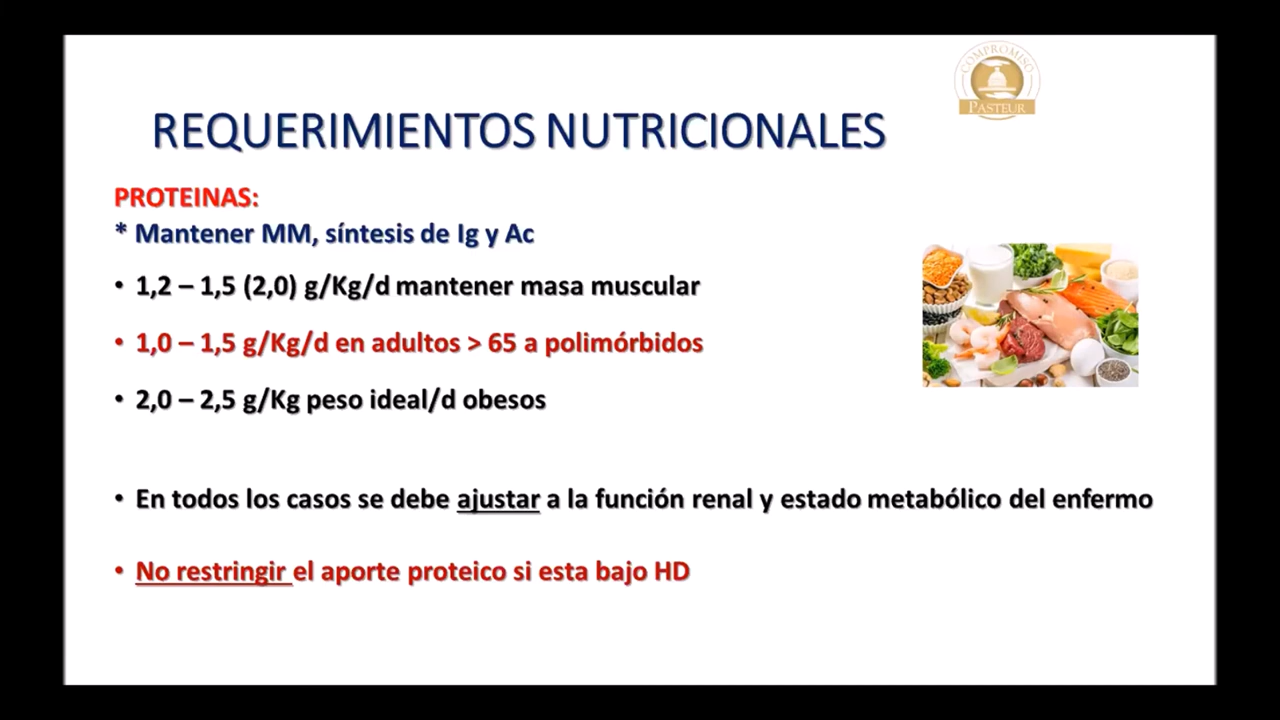 COMPROMISO
PASTEUR
REQUERIMIENTOS NUTRICIONALES
PROTEINAS:
* Mantener MM, síntesis de Ig y Ac
• 1,2 – 1,5 (2,0) g/Kg/d mantener masa muscular
• 1,0 – 1,5 g/Kg/d en adultos > 65 a polimórbidos
• 2,0 – 2,5 g/Kg peso ideal/d obesos
• En todos los casos se debe ajustar a la función renal y estado metabólico del enfermo
• No restringir el aporte proteico si esta bajo HD